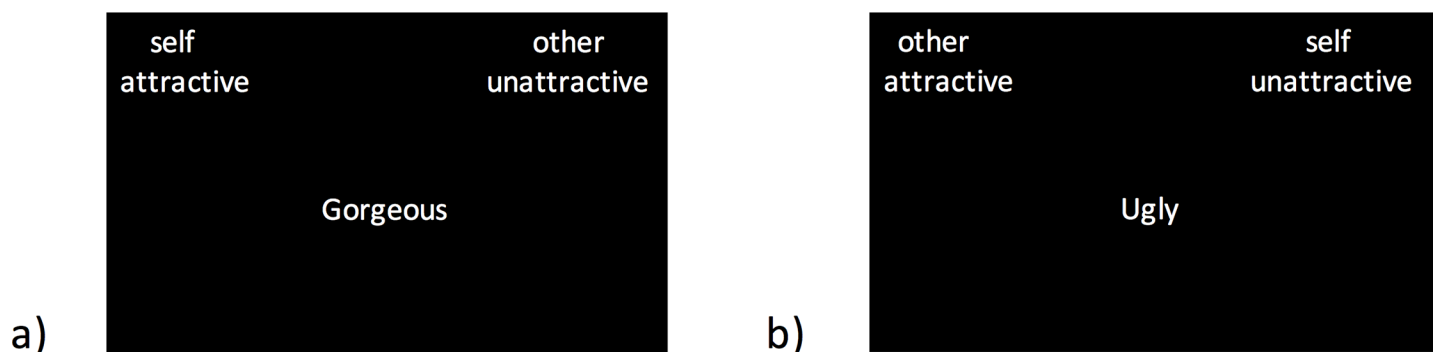 self other
attractive unattractive
Gorgeous
a)
other self
attractive unattractive
Ugly
b)